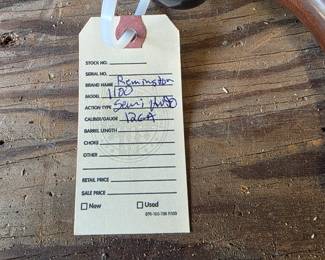 STOCK NO.
SERIAL NO.
BRAND NAME Remington
MODEL 1100
ACTION TYPE Semi Auto
CALIBER/GAUGE 12GA
BARREL LENGTH
CHOKE
OTHER
RETAIL PRICE
SALE PRICE
New Used